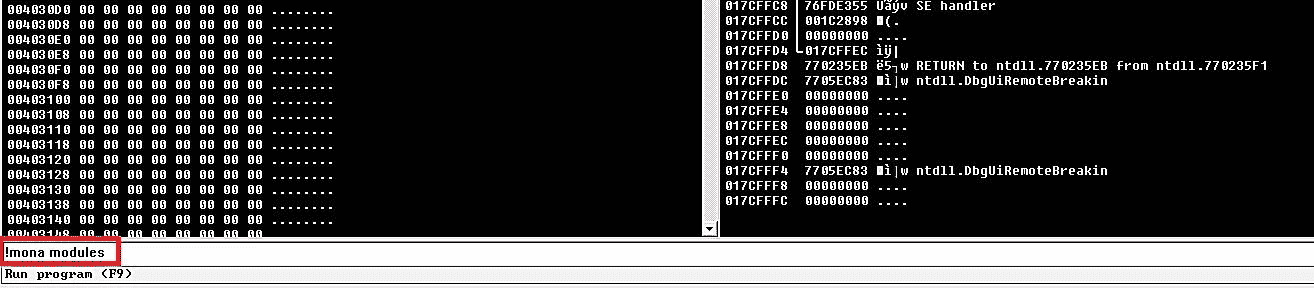 004030D0 00 00 00 00 00 00 00 00 ........
004030D8 00 00 00 00 00 00 00 00 ........
004030E0 00 00 00 00 00 00 00 00 ........
004030E8 00 00 00 00 00 00 00 00 ........
004030F0 00 00 00 00 00 00 00 00 ........
004030F8 00 00 00 00 00 00 00 00 ........
00403100 00 00 00 00 00 00 00 00 ........
00403108 00 00 00 00 00 00 00 00 ........
00403110 00 00 00 00 00 00 00 00 ........
00403118 00 00 00 00 00 00 00 00 ........
00403120 00 00 00 00 00 00 00 00 ........
00403128 00 00 00 00 00 00 00 00 ........
00403130 00 00 00 00 00 00 00 00 ........
00403138 00 00 00 00 00 00 00 00 ........
00403140 00 00 00 00 00 00 00 00 ........
00403148 00 00 00 00 00 00 00 00 ........
017CFFC8 76FDE355 Uãýv SE handler
017CFFCC 001C2898 (.
017CFFD0 00000000 ....
017CFFD4 017CFFEC ìÿ|
017CFFD8 770235EB ë5┐w RETURN to ntdll.770235EB from ntdll.770235F1
017CFFDC 7705EC83 ì|w ntdll.DbgUiRemoteBreakin
017CFFE0 00000000 ....
017CFFE4 00000000 ....
017CFFE8 00000000 ....
017CFFEC 00000000 ....
017CFFF0 00000000 ....
017CFFF4 7705EC83 ì|w ntdll.DbgUiRemoteBreakin
017CFFF8 00000000 ....
017CFFFC 00000000 ....
!mona modules
Run program (F9)